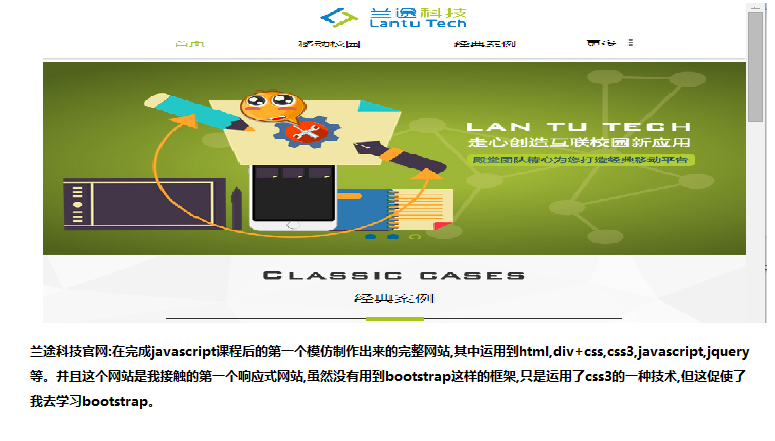 兰途科技
Lantu Tech
首页 移动校园 经典案例 更多
LAN TU TECH
走心创造互联校园新应用
殿堂团队精心为您打造经典移动平台
CLASSIC CASES
经典案例
兰途科技官网:在完成javascript课程后的第一个模仿制作出来的完整网站,其中运用到html,div+css,css3,javascript,jquery
等。并且这个网站是我接触的第一个响应式网站,虽然没有用到bootstrap这样的框架,只是运用了css3的一种技术,但这促使了
我去学习bootstrap。